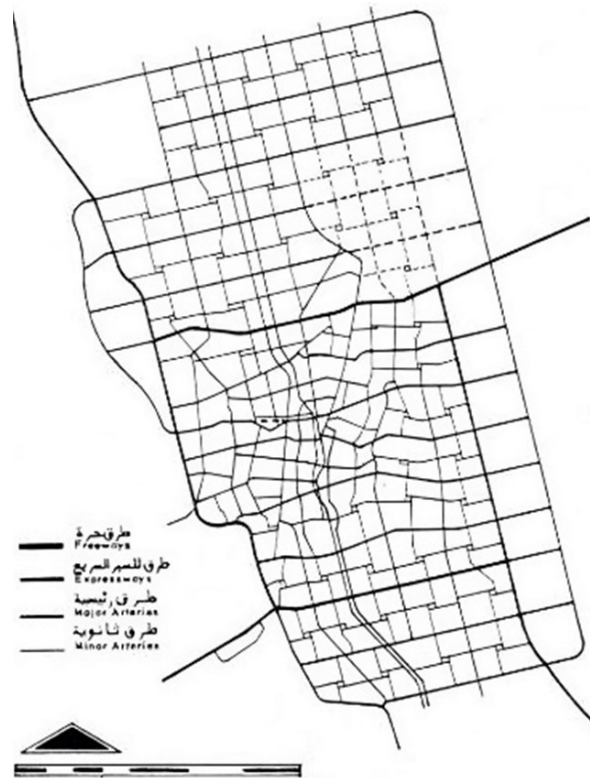 طرق حرة
Freeways
طرق للسير السريع
Expressways
طرق رئيسية
Major Arteries
طرق ثانوية
Minor Arteries